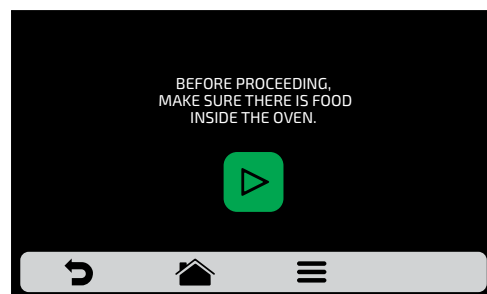 BEFORE PROCEEDING,
MAKE SURE THERE IS FOOD
INSIDE THE OVEN.